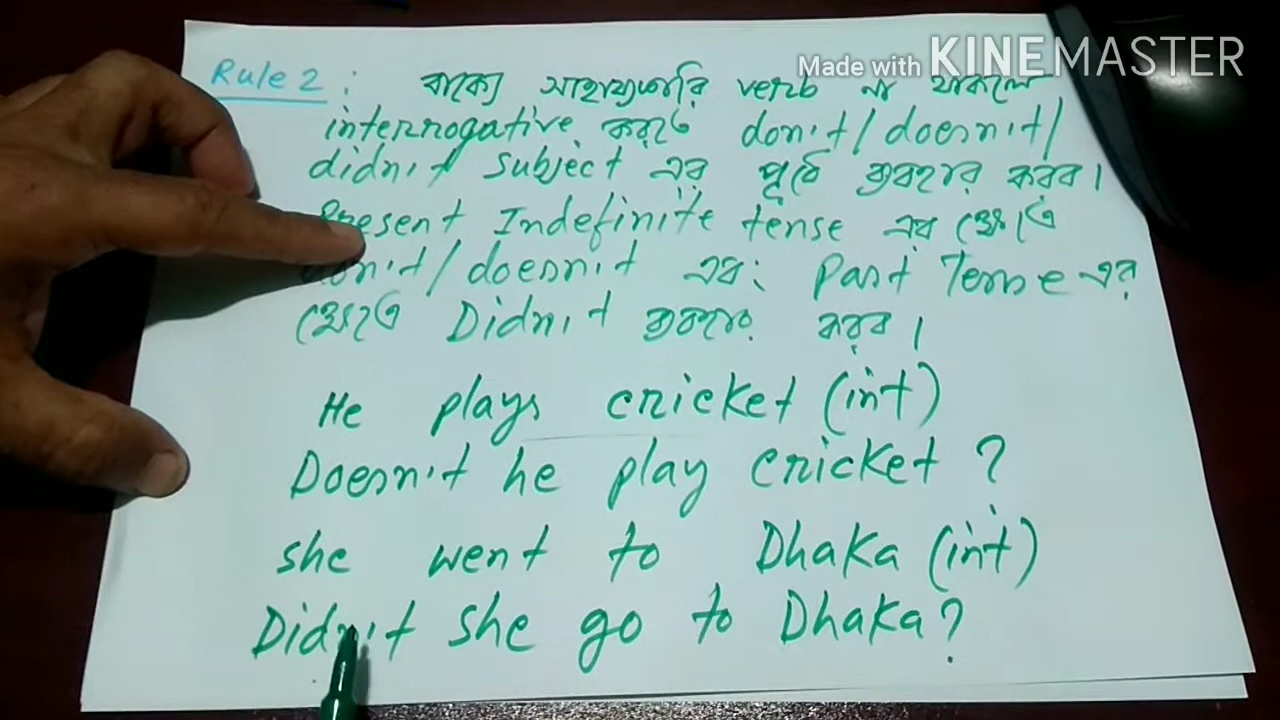 Made with KINEMASTER
Rule 2 : বাক্যে সাহায্যকারি verb না থাকলে
interrogative করতে don't/doesn't/
didn't subject এর পূর্বে ব্যবহার করব।
Present Indefinite tense এর ক্ষেত্রে
don't/doesn't এবং Past Tense এর
ক্ষেত্রে Didn't ব্যবহার করব।
He plays cricket (int)
Doesn't he play cricket ?
she went to Dhaka (int)
Didn't she go to Dhaka?